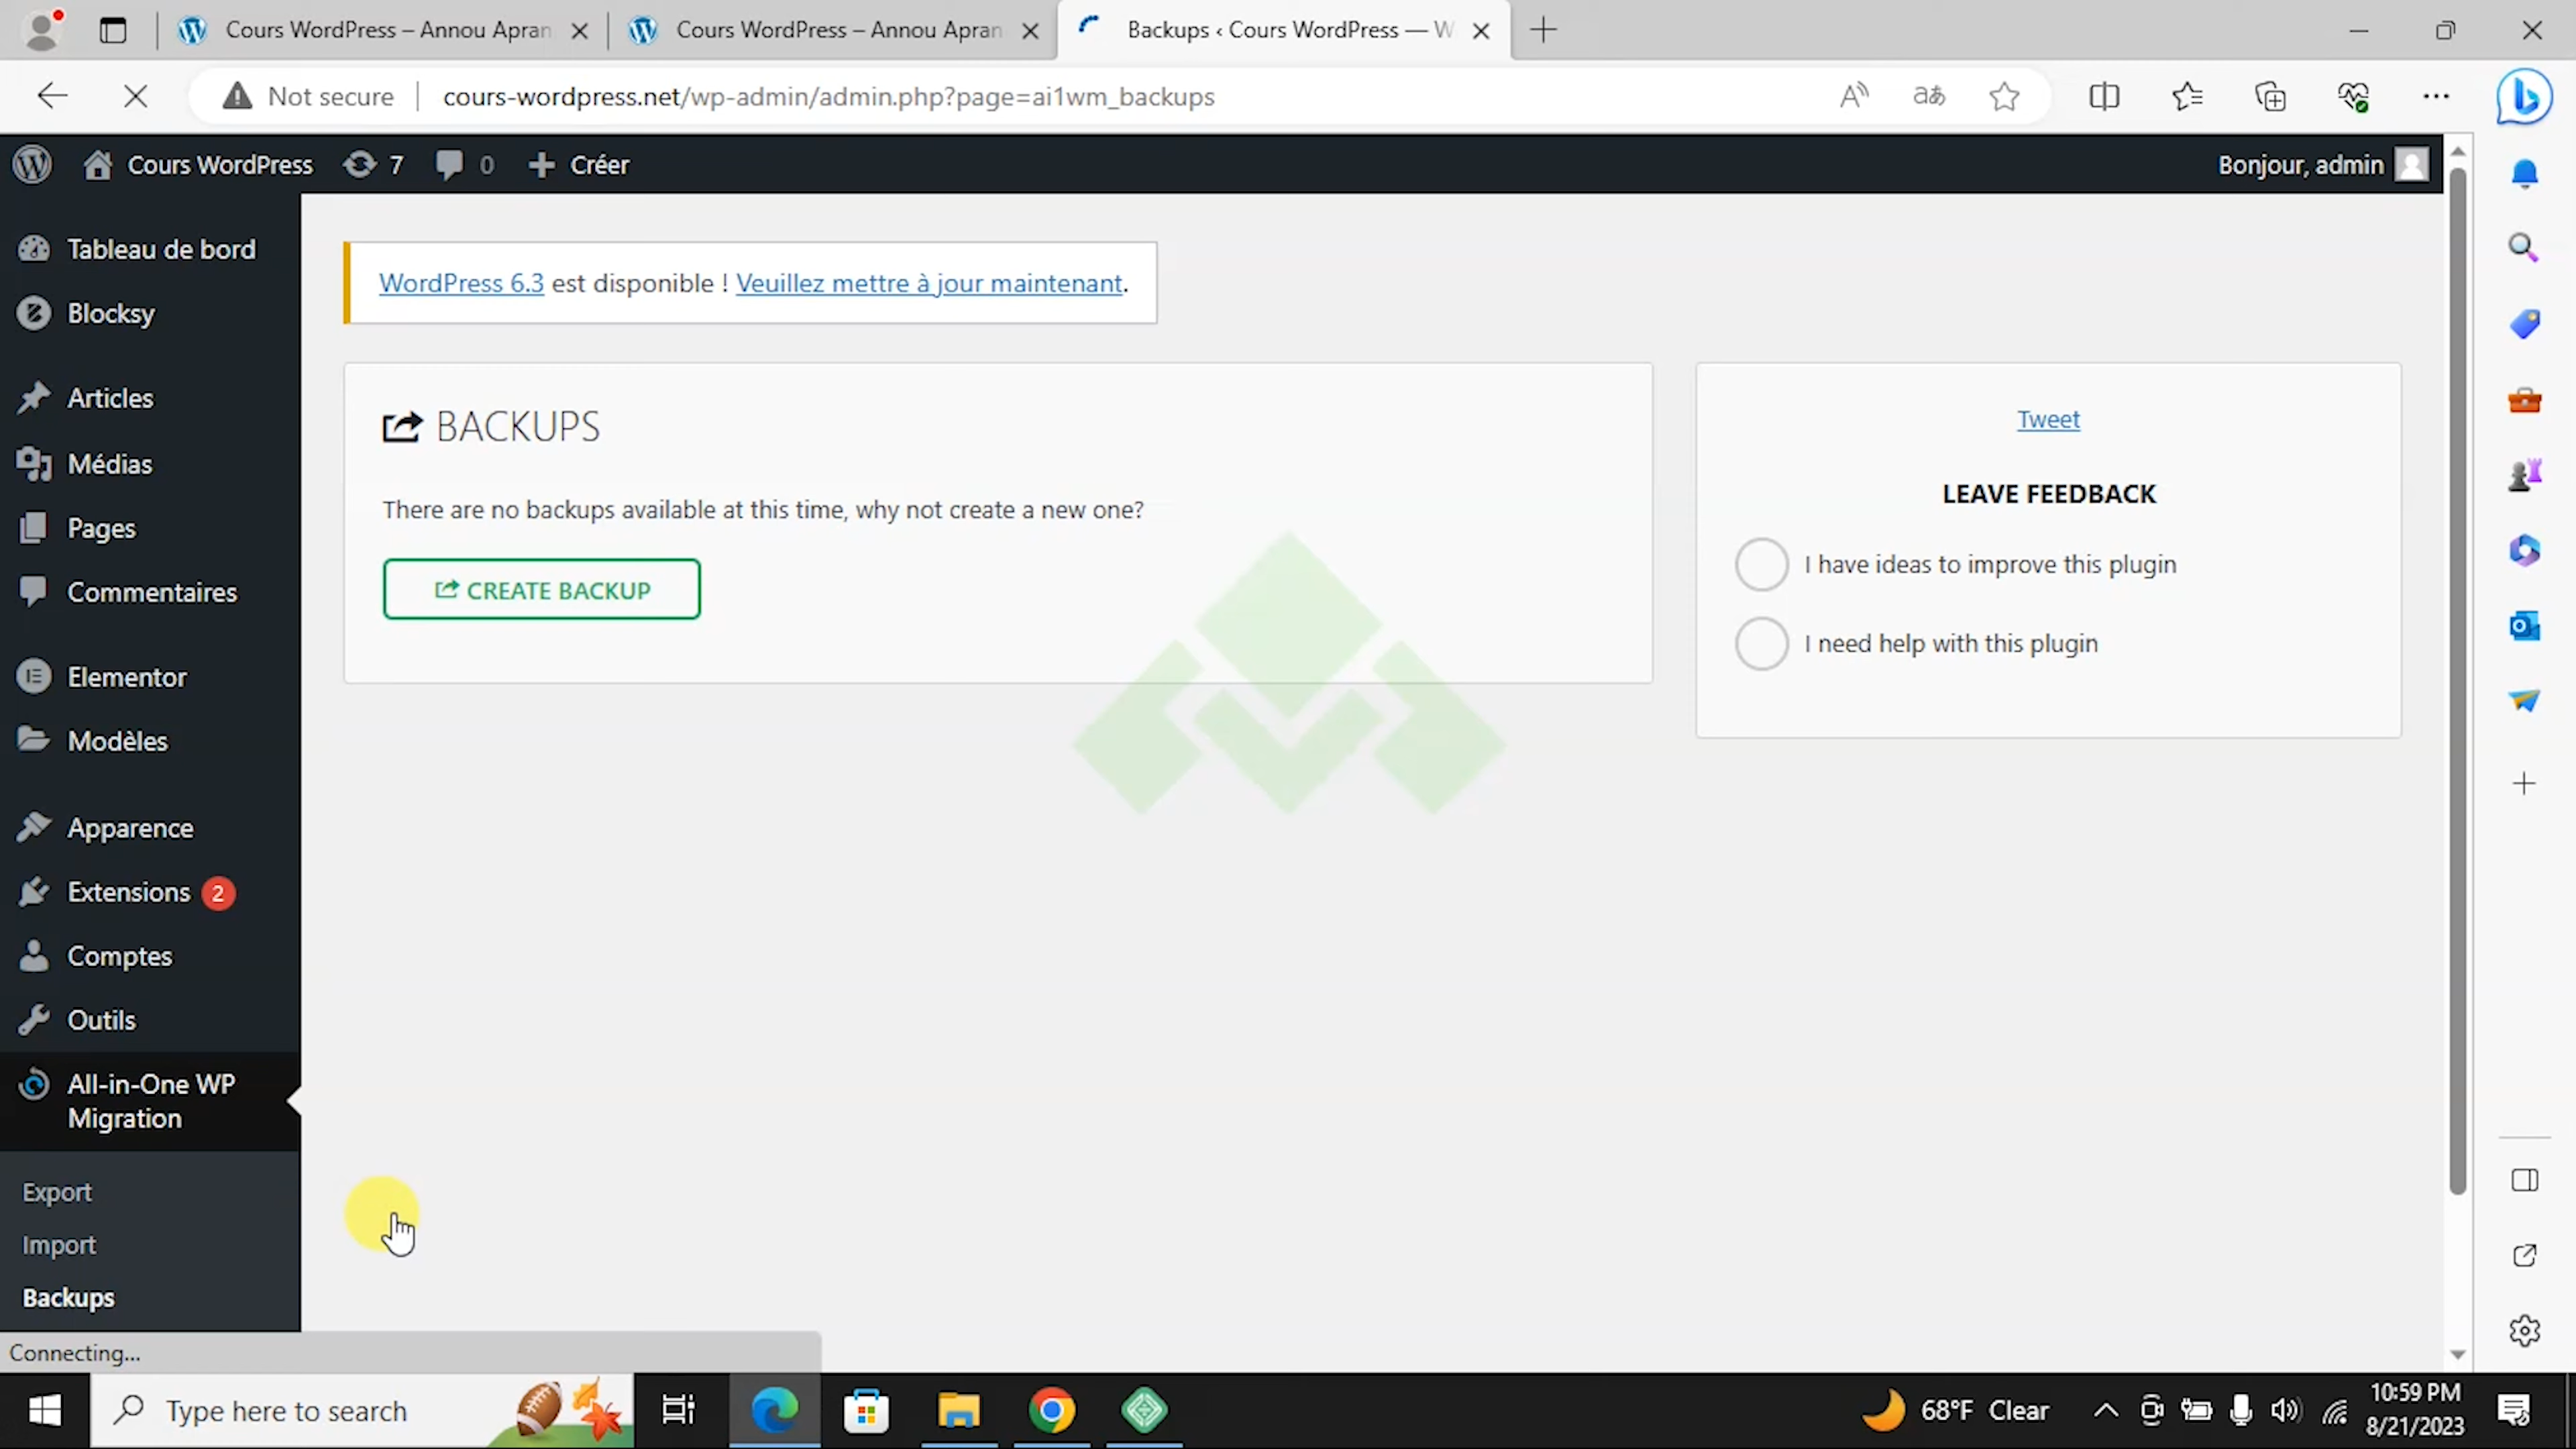 Cours WordPress – Annou Apran
Cours WordPress – Annou Apran
Backups ‹ Cours WordPress — W
Not secure
cours-wordpress.net/wp-admin/admin.php?page=ai1wm_backups
Cours WordPress
7
0
Créer
Bonjour, admin
Tableau de bord
Blocksy
Articles
Médias
Pages
Commentaires
Elementor
Modèles
Apparence
Extensions 2
Comptes
Outils
All-in-One WP
Migration
Export
Import
Backups
WordPress 6.3 est disponible ! Veuillez mettre à jour maintenant.
BACKUPS
There are no backups available at this time, why not create a new one?
CREATE BACKUP
Tweet
LEAVE FEEDBACK
I have ideas to improve this plugin
I need help with this plugin
Connecting...
Type here to search
68°F Clear
10:59 PM
8/21/2023